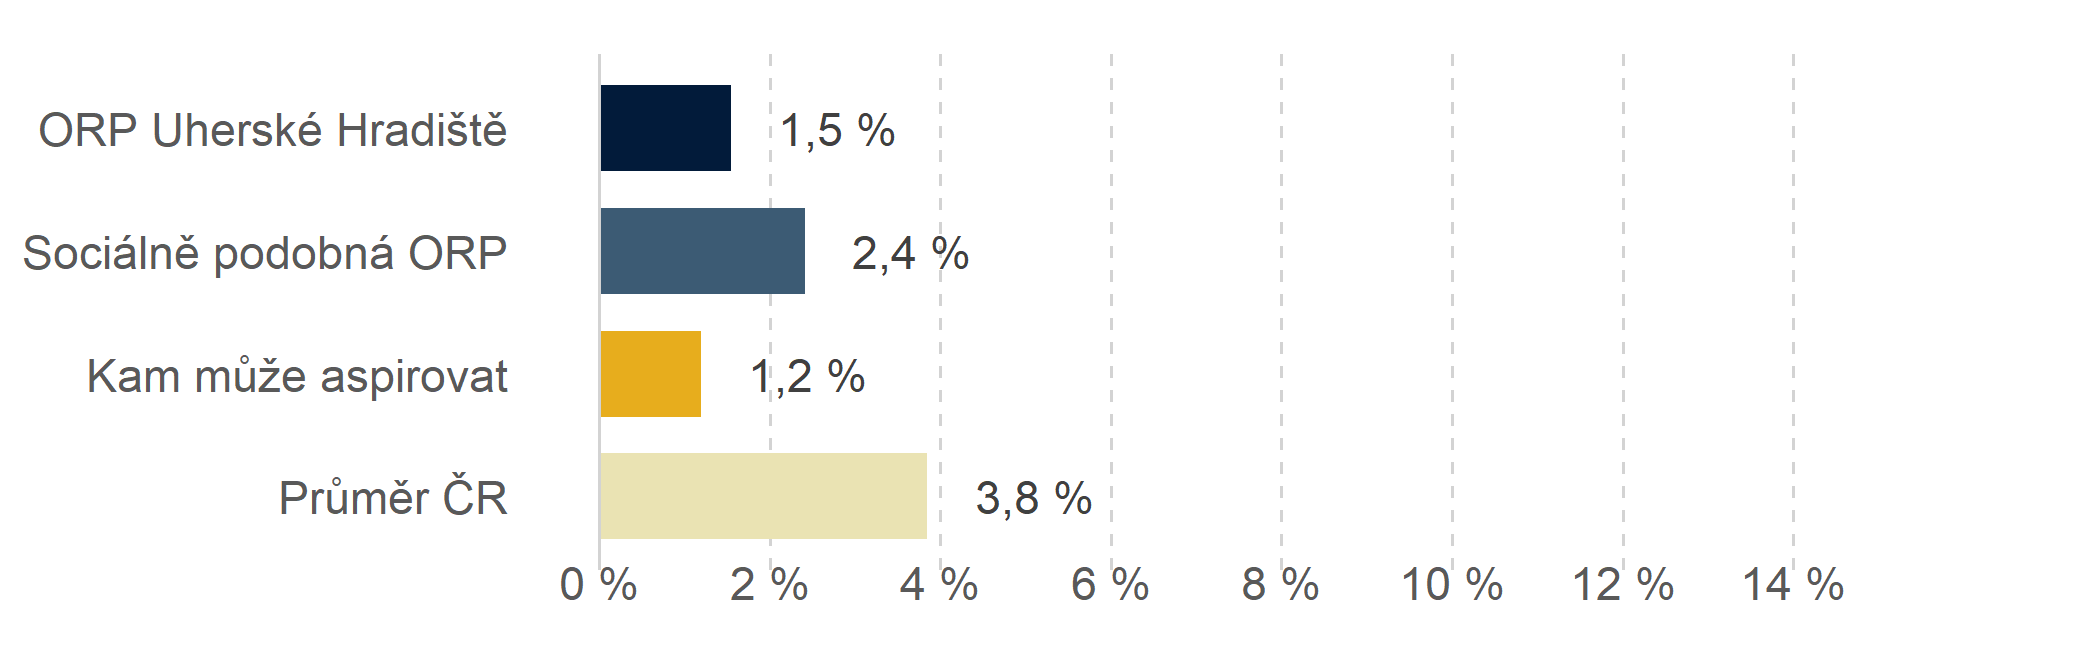 ORP Uherské Hradiště
1,5 %
Sociálně podobná ORP
2,4 %
Kam může aspirovat
1,2 %
Průměr ČR
3,8 %
0 % 2 % 4 % 6 % 8 % 10 % 12 % 14 %